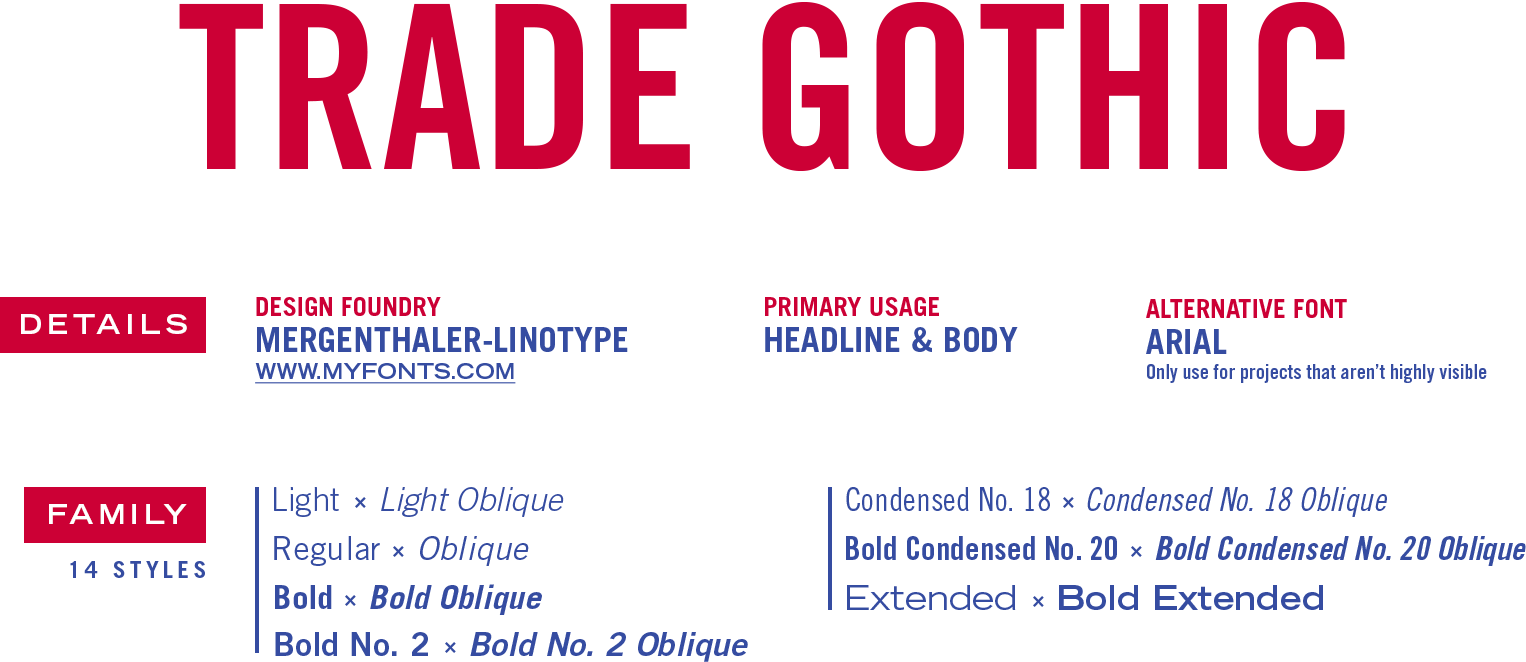 TRADE GOTHIC
DETAILS
DESIGN FOUNDRY
MERGENTHALER-LINOTYPE
WWW.MYFONTS.COM
PRIMARY USAGE
HEADLINE & BODY
ALTERNATIVE FONT
ARIAL
Only use for projects that aren’t highly visible
FAMILY
14 STYLES
Light × Light Oblique
Regular × Oblique
Bold × Bold Oblique
Bold No. 2 × Bold No. 2 Oblique
Condensed No. 18 × Condensed No. 18 Oblique
Bold Condensed No. 20 × Bold Condensed No. 20 Oblique
Extended × Bold Extended